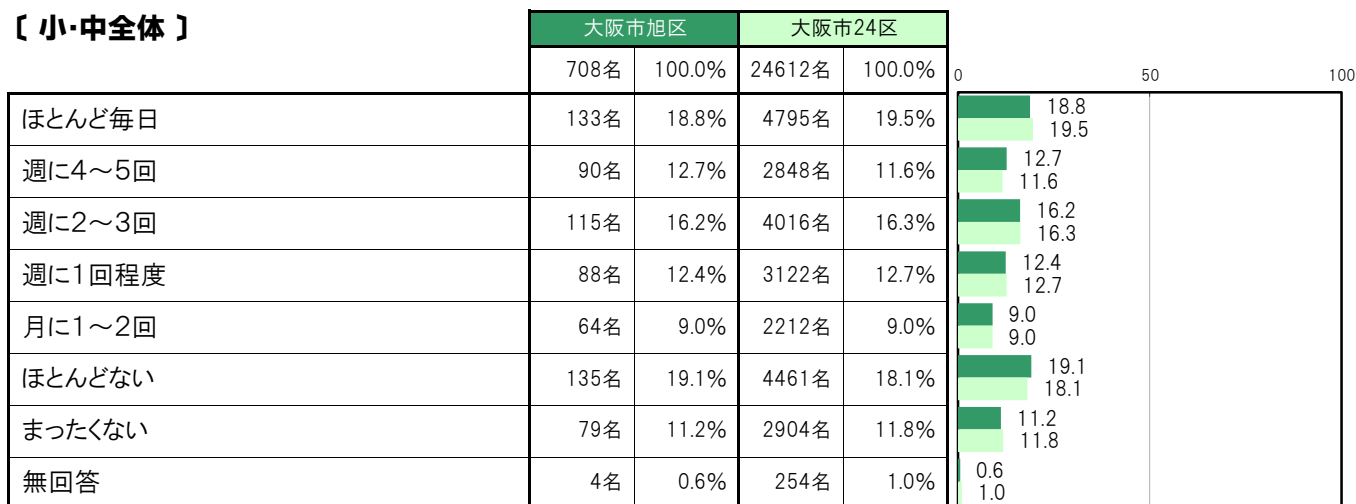 〔 小・中全体 〕
大阪市旭区 大阪市24区
708名 100.0% 24612名 100.0% 0 50 100
ほとんど毎日 133名 18.8% 4795名 19.5% 18.8
19.5
週に4～5回 90名 12.7% 2848名 11.6% 12.7
11.6
週に2～3回 115名 16.2% 4016名 16.3% 16.2
16.3
週に1回程度 88名 12.4% 3122名 12.7% 12.4
12.7
月に1～2回 64名 9.0% 2212名 9.0% 9.0
9.0
ほとんどない 135名 19.1% 4461名 18.1% 19.1
18.1
まったくない 79名 11.2% 2904名 11.8% 11.2
11.8
無回答 4名 0.6% 254名 1.0% 0.6
1.0